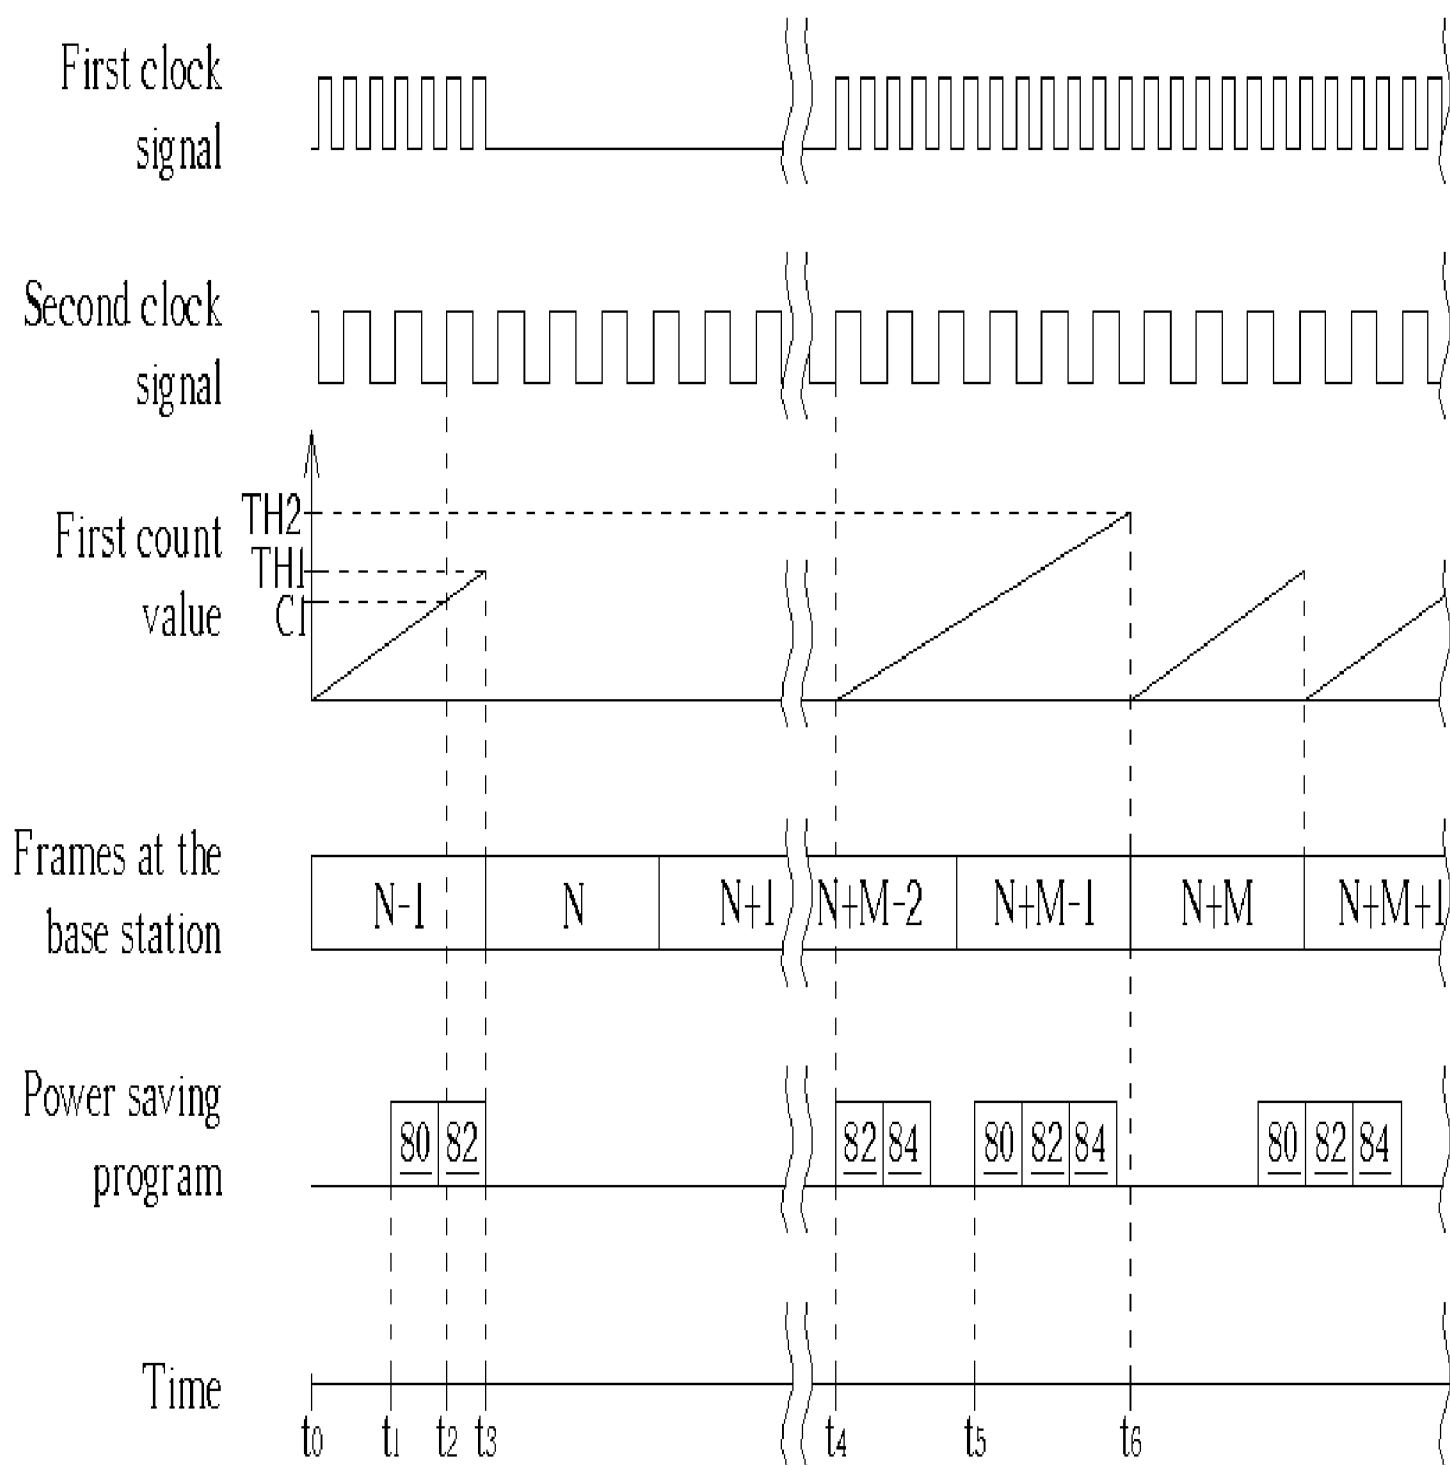 First clock
signal
Second clock
signal
TH2
First count
TH1
value
C1
Frames at the
base station
N-1 N N+1 N+M-2 N+M-1 N+M N+M+1
Power saving
program
80 82 82 84 80 82 84 80 82 84
Time
t0 t1 t2 t3 t4 t5 t6